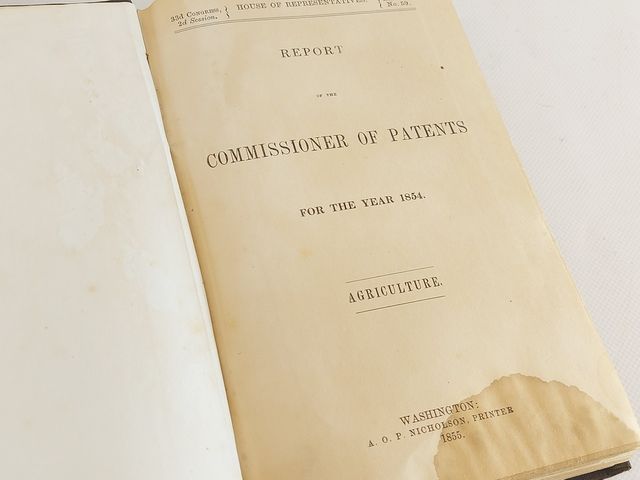 33d Congress,
2d Session.
HOUSE OF REPRESENTATIVES.
No. 59.
REPORT
OF THE
COMMISSIONER OF PATENTS
FOR THE YEAR 1854.
AGRICULTURE.
WASHINGTON:
A. O. P. NICHOLSON, PRINTER
1855.